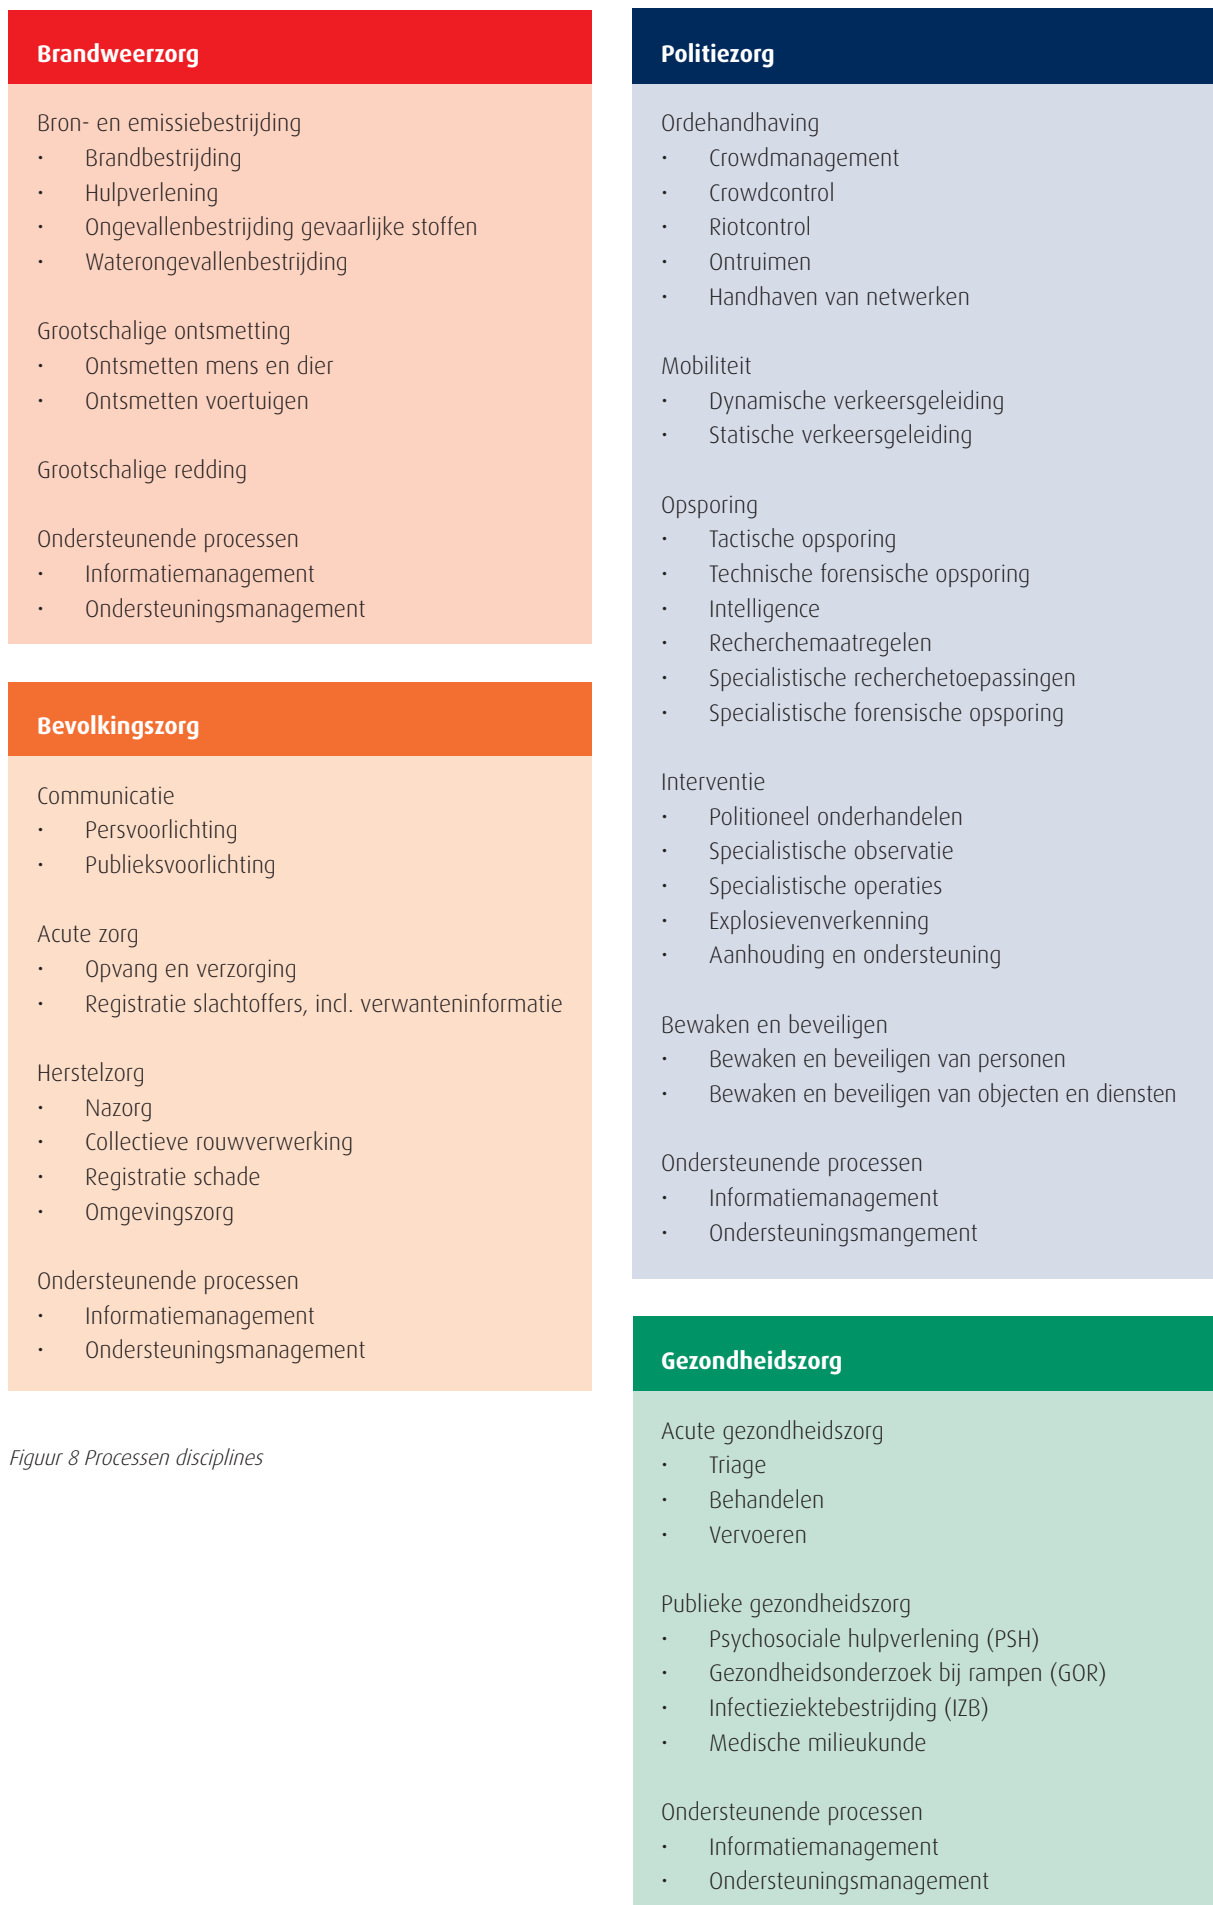 Brandweerzorg
Bron- en emissiebestrijding
· Brandbestrijding
· Hulpverlening
· Ongevallenbestrijding gevaarlijke stoffen
· Waterongevallenbestrijding
Grootschalige ontsmetting
· Ontsmetten mens en dier
· Ontsmetten voertuigen
Grootschalige redding
Ondersteunende processen
· Informatiemanagement
· Ondersteuningsmanagement
Bevolkingszorg
Communicatie
· Persvoorlichting
· Publieksvoorlichting
Acute zorg
· Opvang en verzorging
· Registratie slachtoffers, incl. verwanteninformatie
Herstelzorg
· Nazorg
· Collectieve rouwverwerking
· Registratie schade
· Omgevingszorg
Ondersteunende processen
· Informatiemanagement
· Ondersteuningsmanagement
Figuur 8 Processen disciplines
Politiezorg
Ordehandhaving
· Crowdmanagement
· Crowdcontrol
· Riotcontrol
· Ontruimen
· Handhaven van netwerken
Mobiliteit
· Dynamische verkeersgeleiding
· Statische verkeersgeleiding
Opsporing
· Tactische opsporing
· Technische forensische opsporing
· Intelligence
· Recherchemaatregelen
· Specialistische recherchetoepassingen
· Specialistische forensische opsporing
Interventie
· Politioneel onderhandelen
· Specialistische observatie
· Specialistische operaties
· Explosievenverkenning
· Aanhouding en ondersteuning
Bewaken en beveiligen
· Bewaken en beveiligen van personen
· Bewaken en beveiligen van objecten en diensten
Ondersteunende processen
· Informatiemanagement
· Ondersteuningsmangement
Gezondheidszorg
Acute gezondheidszorg
· Triage
· Behandelen
· Vervoeren
Publieke gezondheidszorg
· Psychosociale hulpverlening (PSH)
· Gezondheidsonderzoek bij rampen (GOR)
· Infectieziektebestrijding (IZB)
· Medische milieukunde
Ondersteunende processen
· Informatiemanagement
· Ondersteuningsmanagement